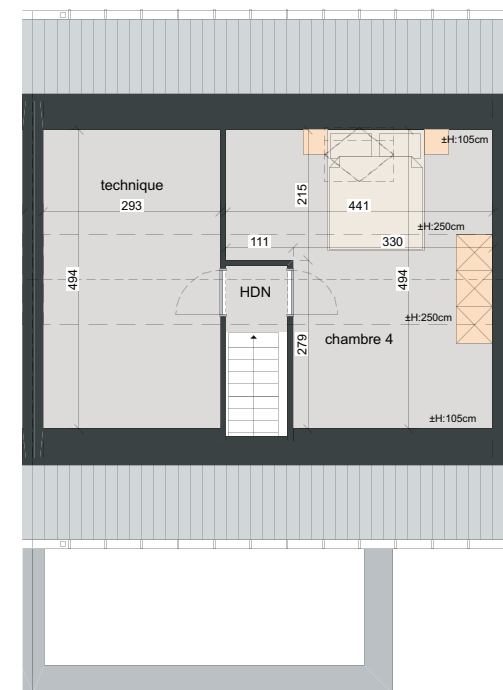 ±H:105cm
technique
293
215
441
±H:250cm
111
330
494
HDN
494
±H:250cm
279
chambre 4
±H:105cm